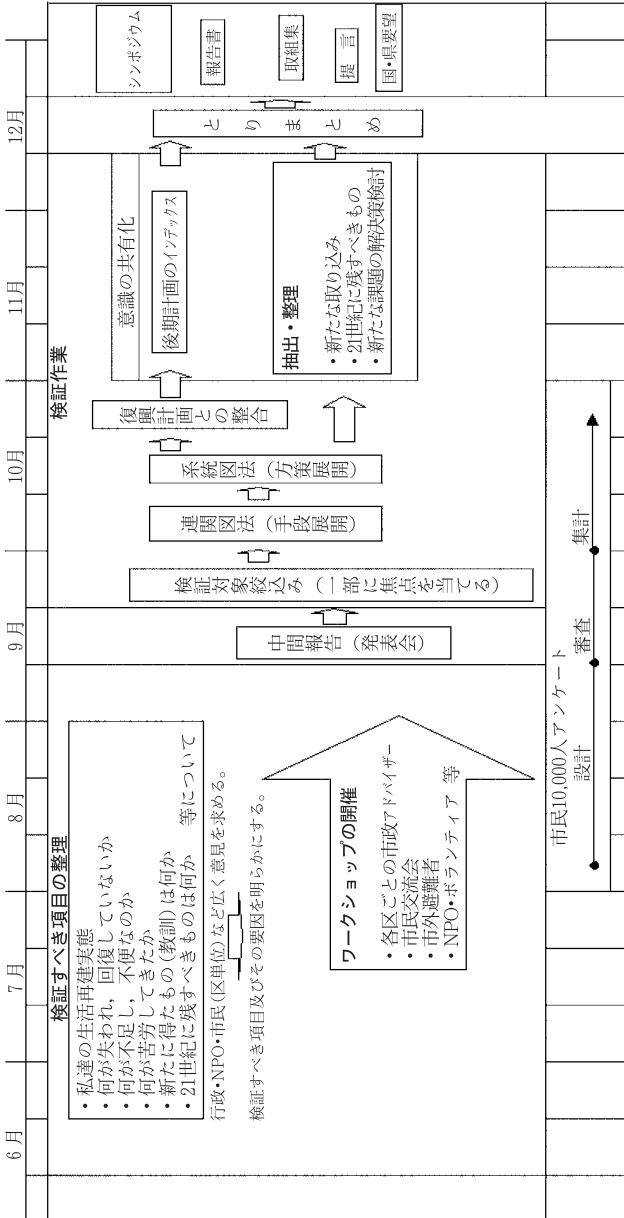 6月
7月
8月
9月
10月
11月
12月
検証すべき項目の整理
・私達の生活再建実態
・何が失われ，回復していないか
・何が不足し，不便なのか
・何が苦労してきたか
・新たに得たもの(教訓)は何か
・21世紀に残すべきものは何か　等について
行政・NPO・市民(区単位)など広く意見を求める。
検証すべき項目及びその要因を明らかにする。
ワークショップの開催
・各区ごとの市政アドバイザー
・市民交流会
・市外避難者
・NPO・ボランティア 等
中間報告（発表会）
検証作業
検証対象絞込み（一部に焦点を当てる）
連関図法（手段展開）
系統図法（方策展開）
復興計画との整合
意識の共有化
後期計画のインデックス
抽出・整理
・新たな取り込み
・21世紀に残すべきもの
・新たな課題の解決策検討
とりまとめ
シンポジウム
報告書
取組集
提 言
国・県要望
市民10,000人アンケート
設計
審査
集計